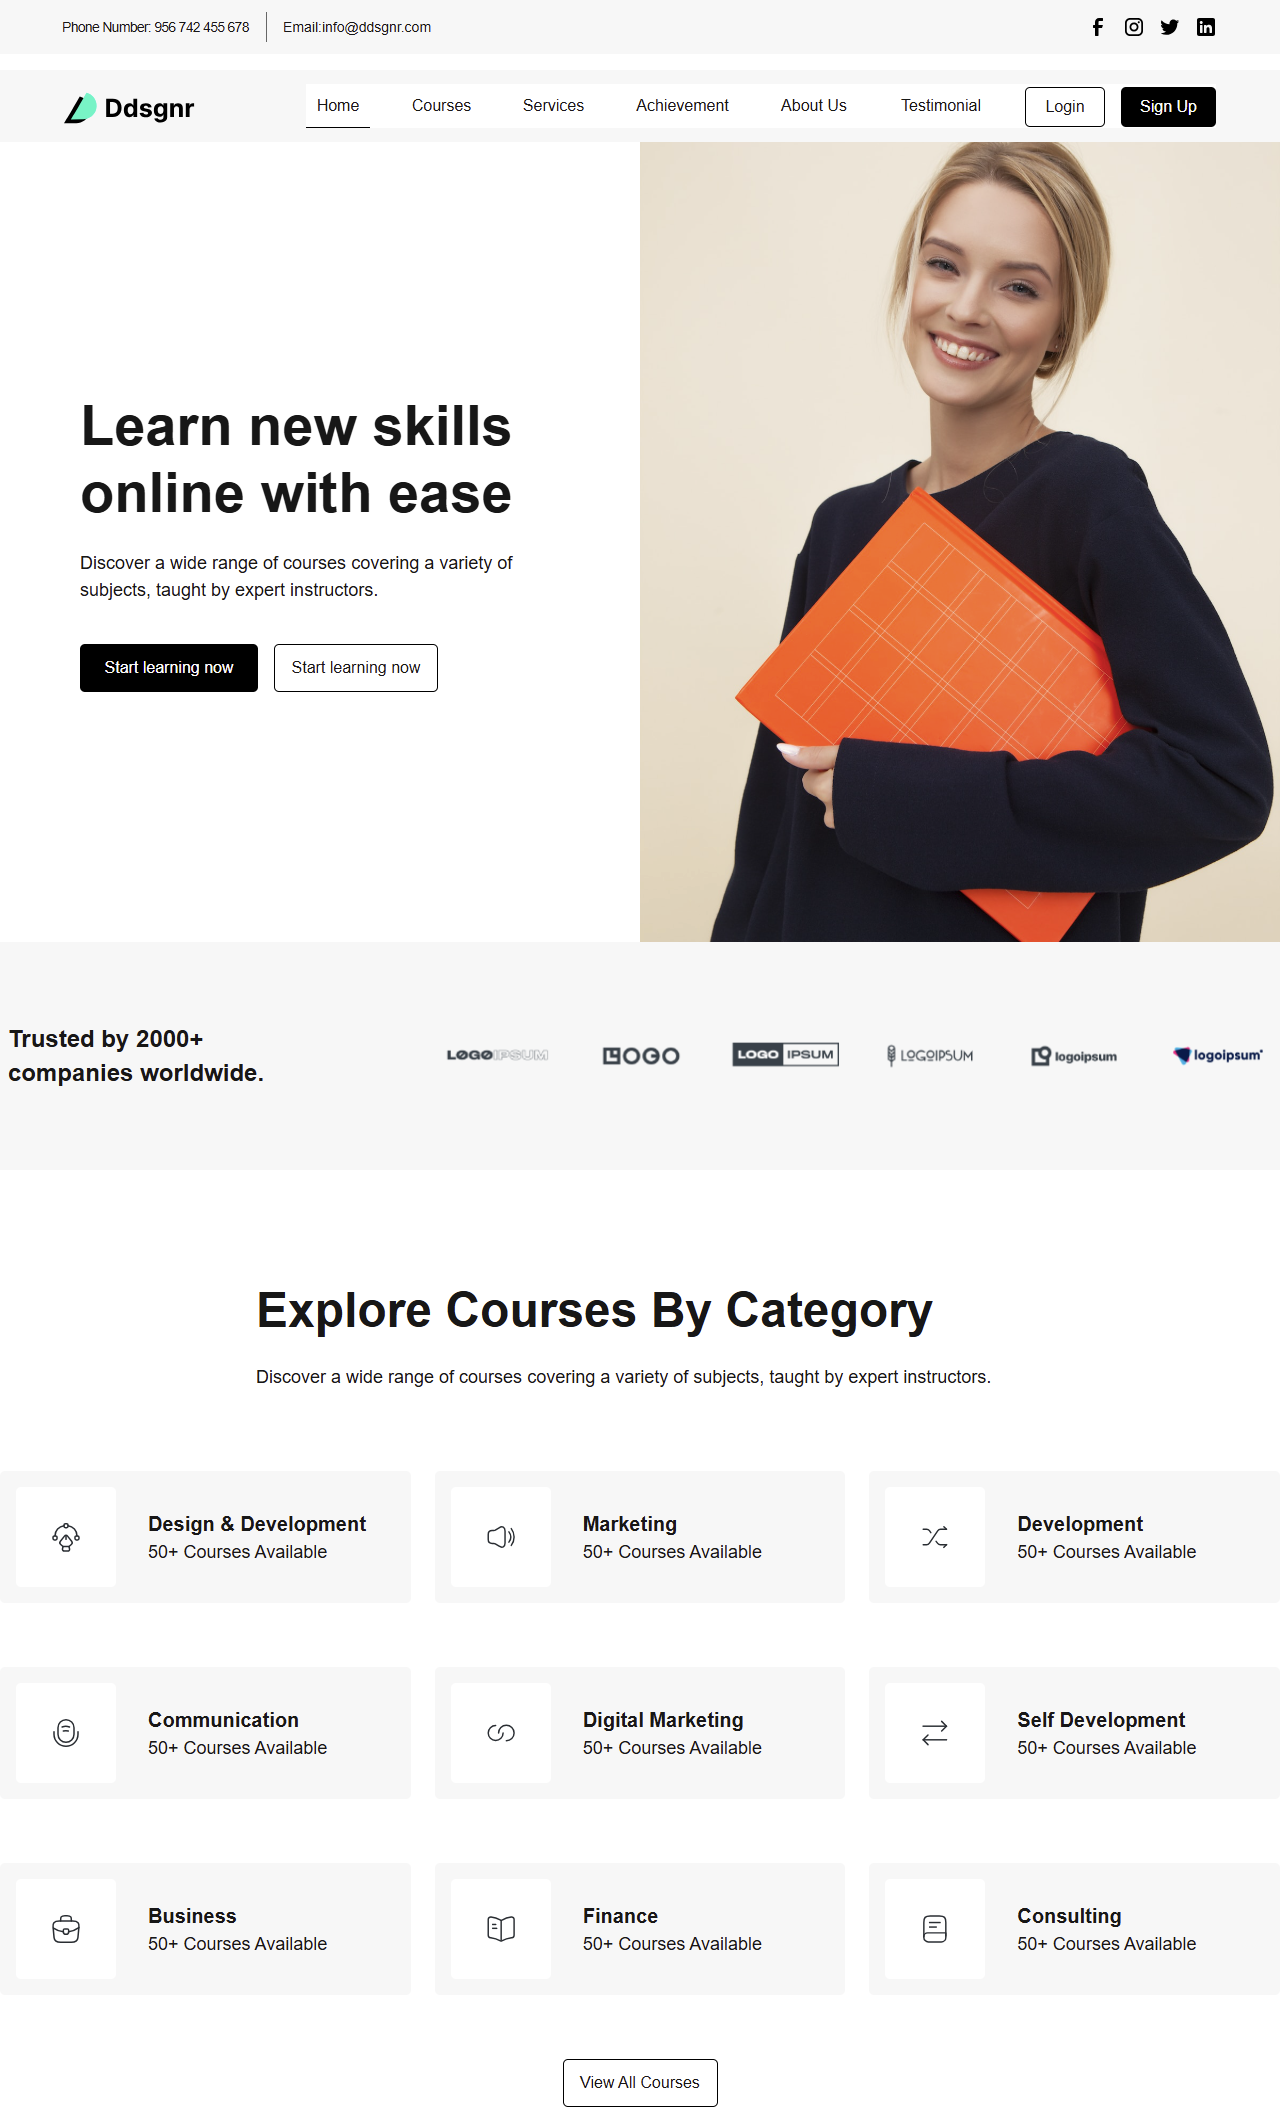 Phone Number: 956 742 455 678
Email:info@ddsgnr.com
Ddsgnr
Home
Courses
Services
Achievement
About Us
Testimonial
Login
Sign Up
Learn new skills
online with ease
Discover a wide range of courses covering a variety of
subjects, taught by expert instructors.
Start learning now
Start learning now
Trusted by 2000+
companies worldwide.
LOGOIPSUM
LOGO
LOGO IPSUM
LOGOIPSUM
logoipsum
logoipsum
Explore Courses By Category
Discover a wide range of courses covering a variety of subjects, taught by expert instructors.
Design & Development
50+ Courses Available
Marketing
50+ Courses Available
Development
50+ Courses Available
Communication
50+ Courses Available
Digital Marketing
50+ Courses Available
Self Development
50+ Courses Available
Business
50+ Courses Available
Finance
50+ Courses Available
Consulting
50+ Courses Available
View All Courses